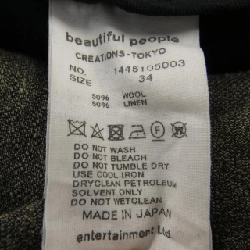 beautiful people
CREATIONS-TOKYO
NO. 1445105003
SIZE 34
50% WOOL
50% LINEN
DO NOT WASH
DO NOT BLEACH
DO NOT TUMBLE DRY
USE COOL IRON
DRYCLEAN PETROLEUM
SOLVENT ONLY
DO NOT WETCLEAN
MADE IN JAPAN
entertainment Ltd.